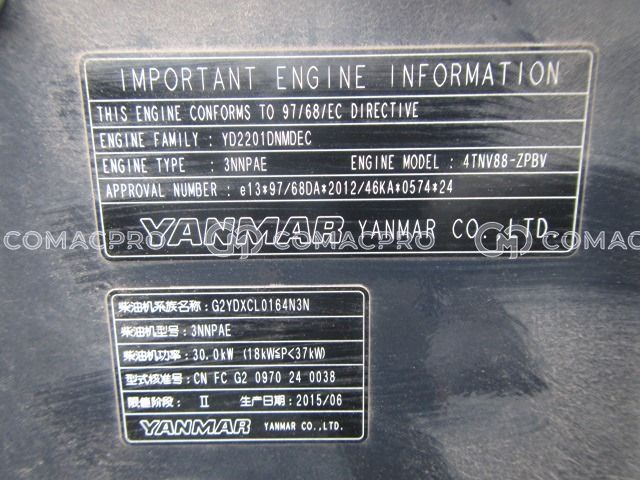 IMPORTANT ENGINE INFORMATION
THIS ENGINE CONFORMS TO 97/68/EC DIRECTIVE
ENGINE FAMILY : YD2201DNMDEC
ENGINE TYPE : 3NNPAE ENGINE MODEL : 4TNV88-ZPBV
APPROVAL NUMBER : e13*97/68DA*2012/46KA*0574*24
YANMAR YANMAR CO., LTD.
COMACPRO COMACPRO COMACPRO
柴油机系族名称: G2YDXCL0164N3N
柴油机型号: 3NNPAE
柴油机功率: 30.0kW (18kW≦P<37kW)
型式核准号: CN FC G2 0970 24 0038
限值阶段: Ⅱ 生产日期: 2015/06
YANMAR YANMAR CO.,LTD.